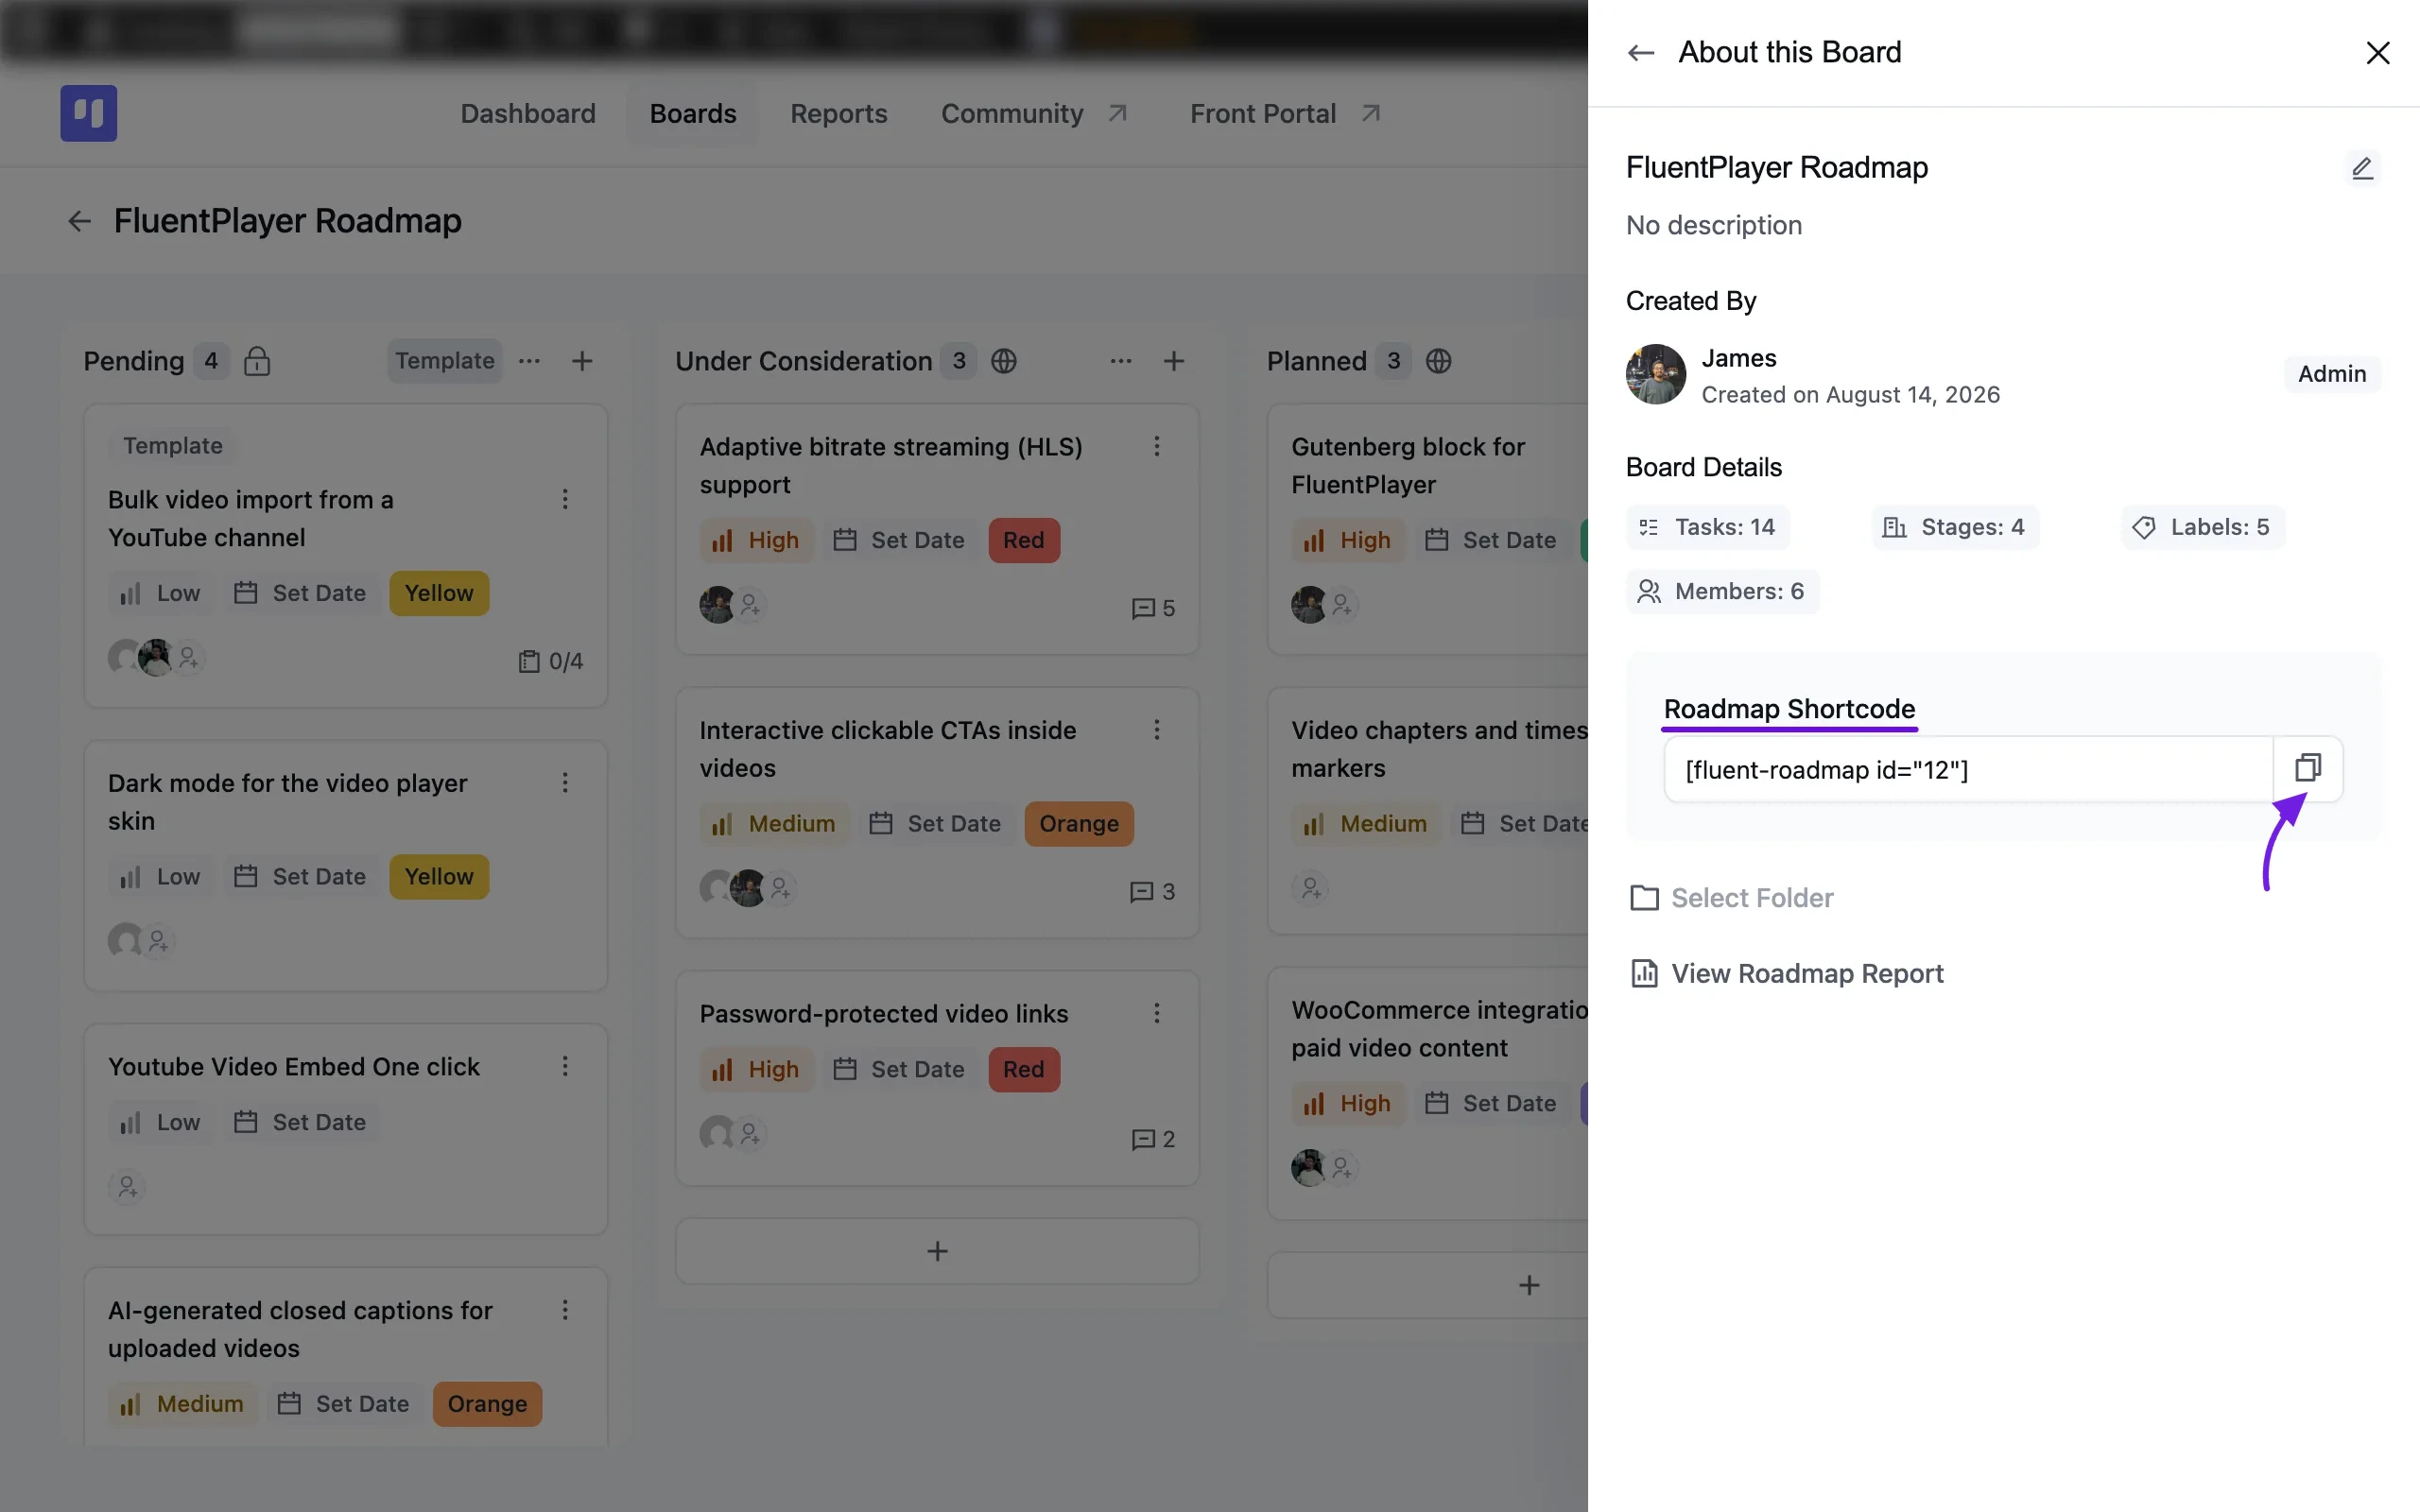 Dashboard
Boards
Reports
Community
Front Portal
FluentPlayer Roadmap
Pending 4
Template
Template
Bulk video import from a
YouTube channel
Low
Set Date
Yellow
0/4
Dark mode for the video player
skin
Low
Set Date
Yellow
Youtube Video Embed One click
Low
Set Date
AI-generated closed captions for
uploaded videos
Medium
Set Date
Orange
Under Consideration 3
Adaptive bitrate streaming (HLS)
support
High
Set Date
Red
5
Interactive clickable CTAs inside
videos
Medium
Set Date
Orange
3
Password-protected video links
High
Set Date
Red
2
Planned 3
Gutenberg block for
FluentPlayer
High
Set Date
Video chapters and times
markers
Medium
Set Date
WooCommerce integratio
paid video content
High
Set Date
About this Board
FluentPlayer Roadmap
No description
Created By
James
Created on August 14, 2026
Admin
Board Details
Tasks: 14
Stages: 4
Labels: 5
Members: 6
Roadmap Shortcode
[fluent-roadmap id="12"]
Select Folder
View Roadmap Report